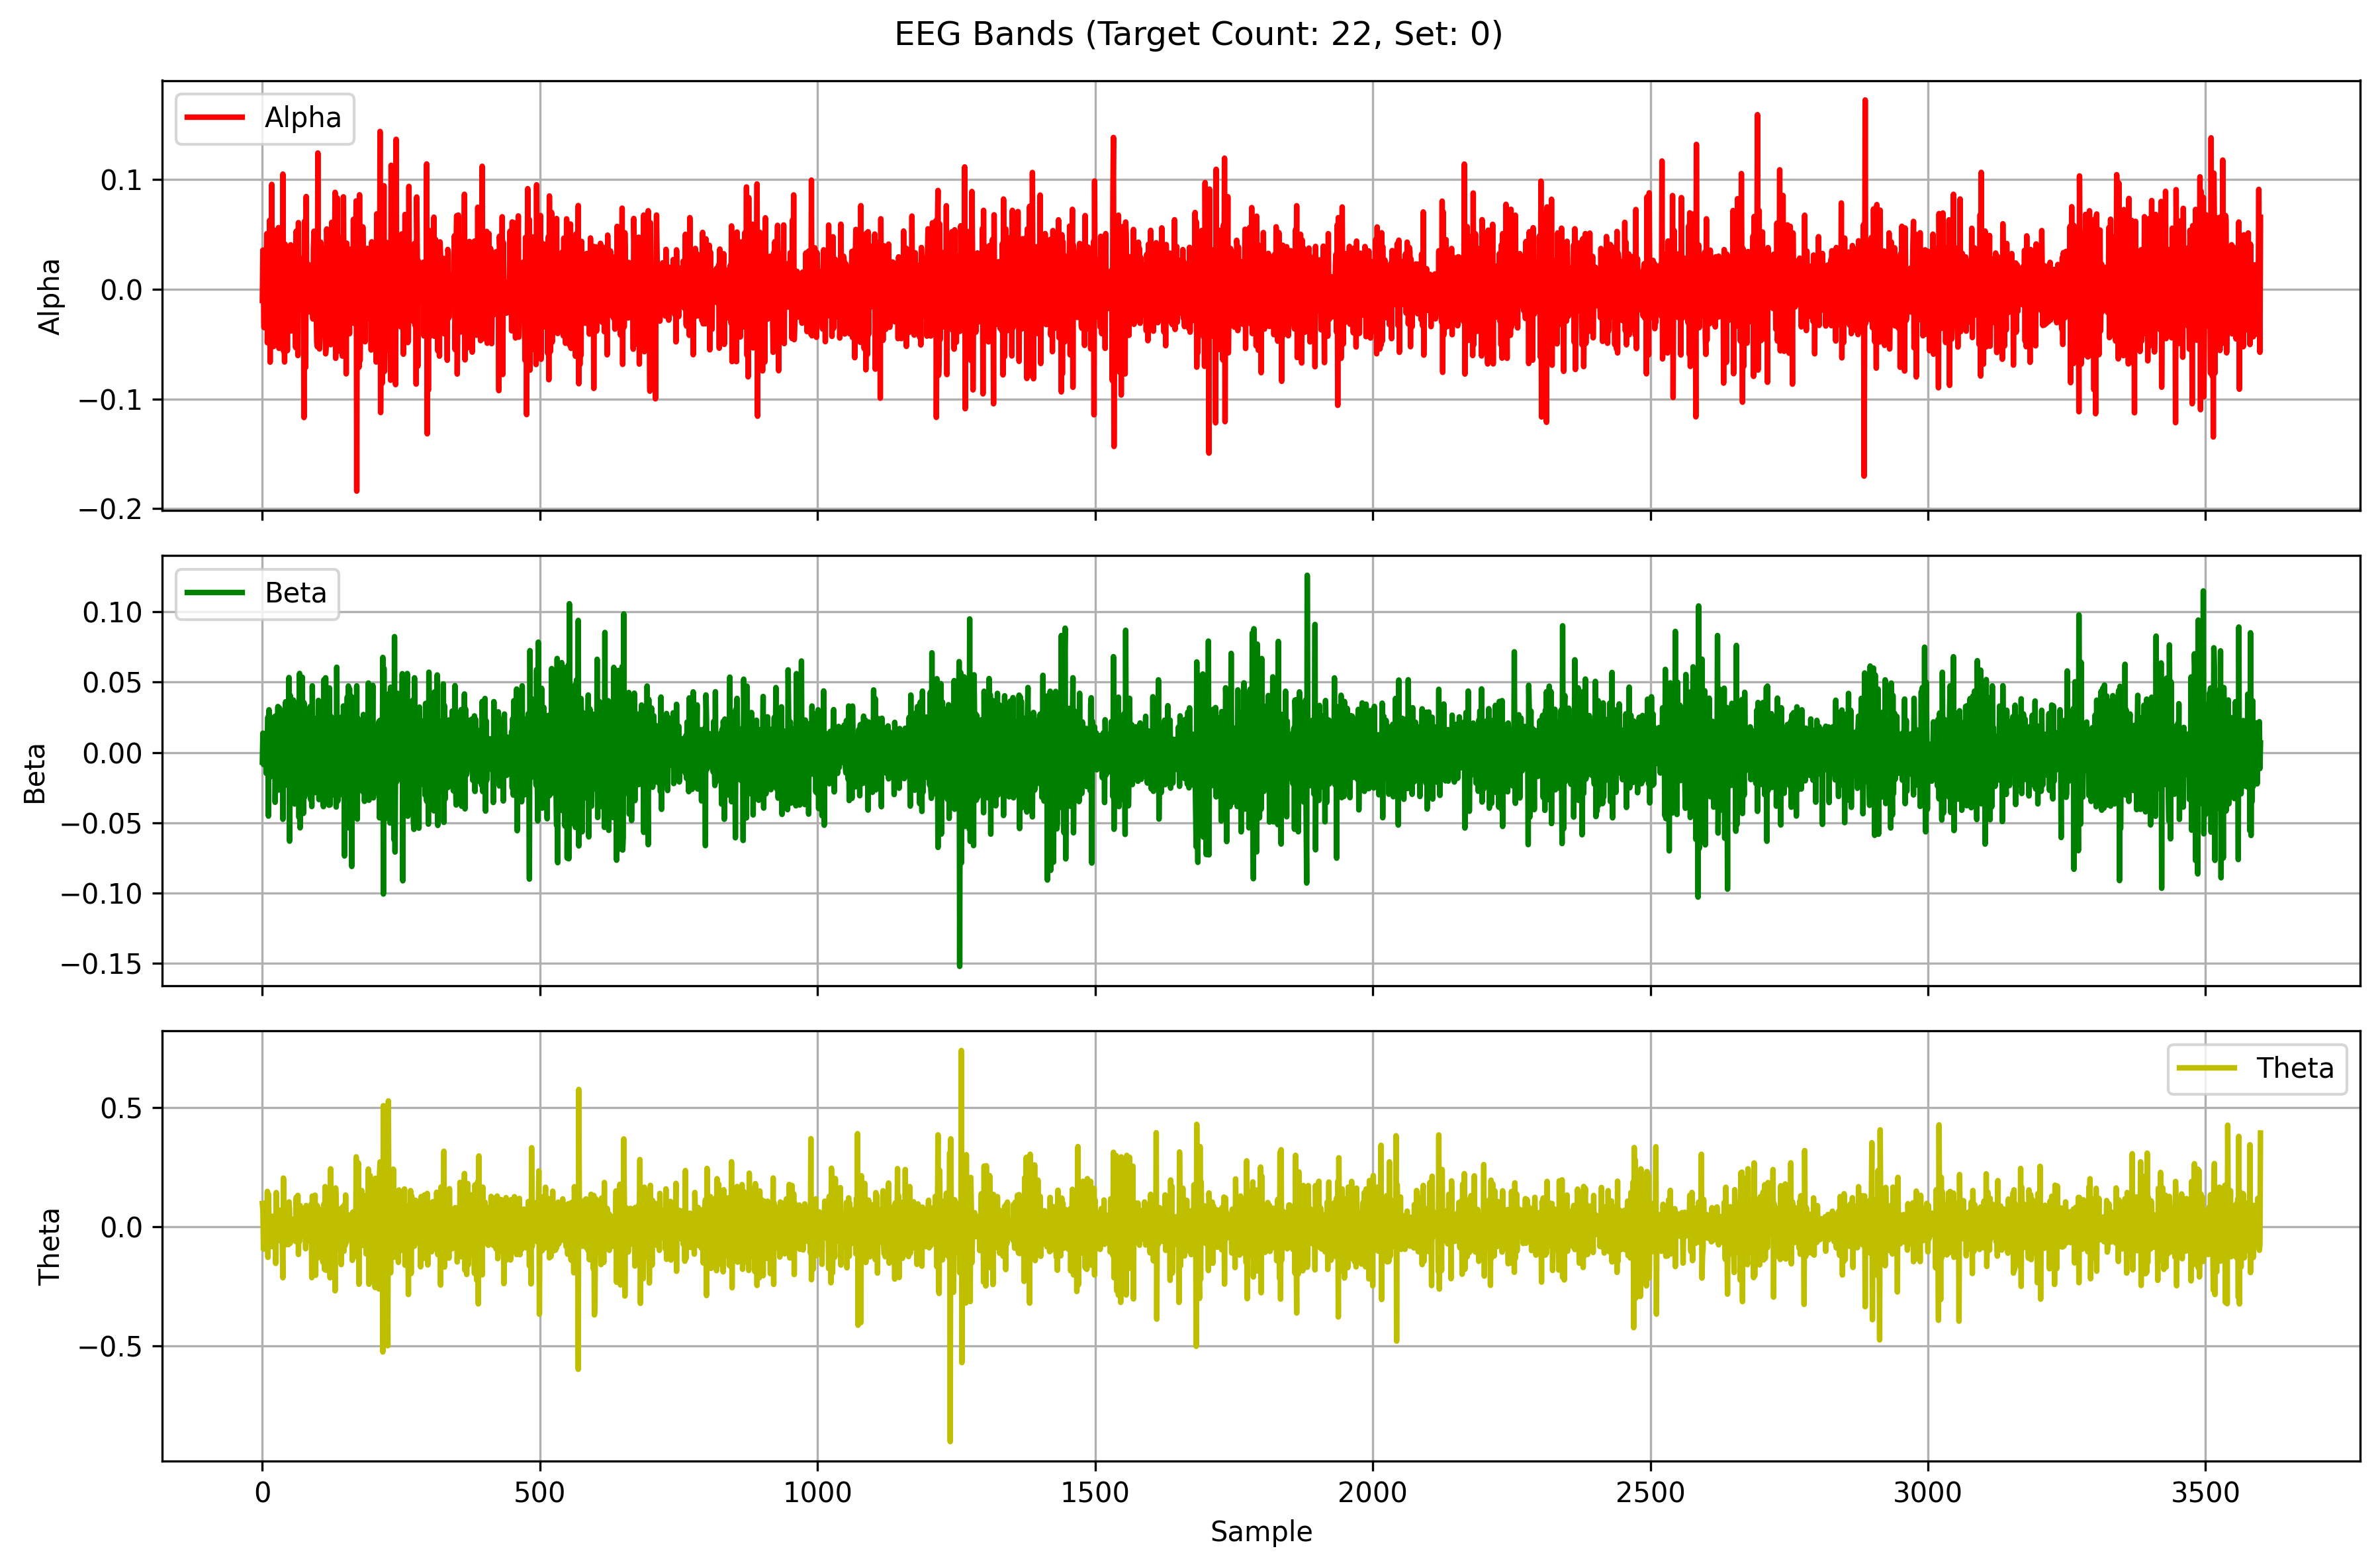 EEG Bands (Target Count: 22, Set: 0)
Alpha
0.1
0.0
−0.1
−0.2
Alpha
Beta
0.10
0.05
0.00
−0.05
−0.10
−0.15
Beta
Theta
0.5
0.0
−0.5
Theta
0 500 1000 1500 2000 2500 3000 3500
Sample